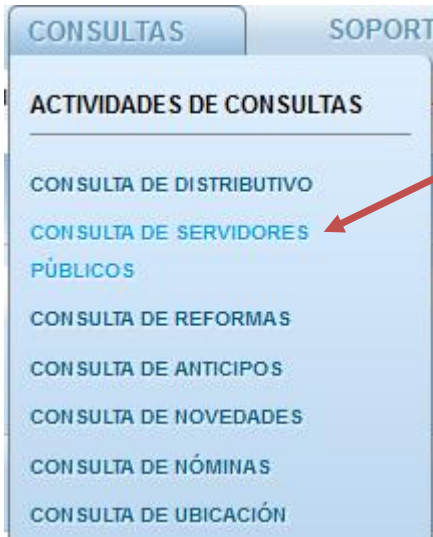 CONSULTAS SOPORT
ACTIVIDADES DE CONSULTAS
CONSULTA DE DISTRIBUTIVO
CONSULTA DE SERVIDORES
PÚBLICOS
CONSULTA DE REFORMAS
CONSULTA DE ANTICIPOS
CONSULTA DE NOVEDADES
CONSULTA DE NÓMINAS
CONSULTA DE UBICACIÓN